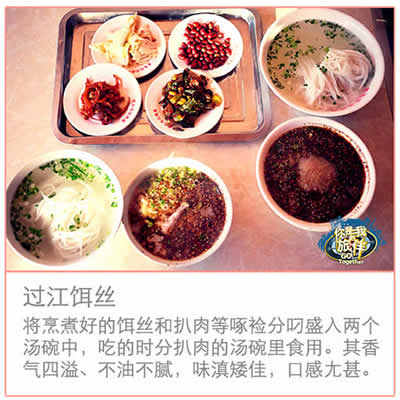 你是我
旅伴
GO
Together
过江饵丝
将烹煮好的饵丝和扒肉等啄裣分叼盛入两个
汤碗中，吃的时分扒肉的汤碗里食用。其香
气四溢、不油不腻，味滇矮佳，口感尢甚。